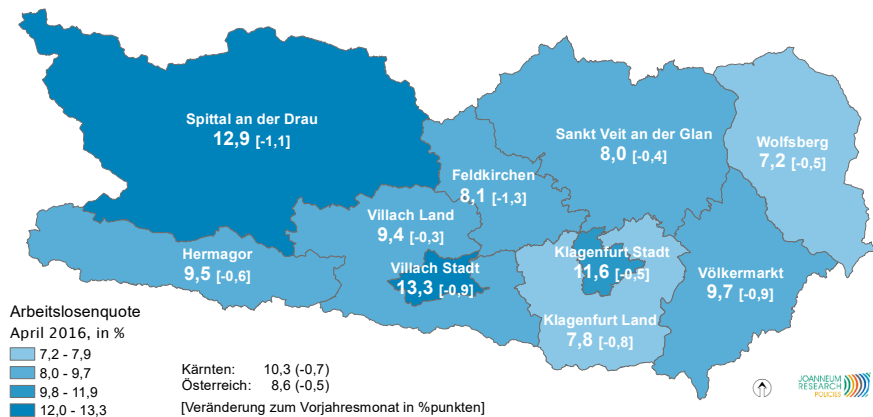 Spittal an der Drau
12,9 [-1,1]
Sankt Veit an der Glan
8,0 [-0,4]
Wolfsberg
7,2 [-0,5]
Feldkirchen
8,1 [-1,3]
Villach Land
9,4 [-0,3]
Hermagor
9,5 [-0,6]
Villach Stadt
13,3 [-0,9]
Klagenfurt Stadt
11,6 [-0,5]
Völkermarkt
9,7 [-0,9]
Klagenfurt Land
7,8 [-0,8]
Arbeitslosenquote
April 2016, in %
7,2 - 7,9
8,0 - 9,7
9,8 - 11,9
12,0 - 13,3
Kärnten: 10,3 (-0,7)
Österreich: 8,6 (-0,5)
[Veränderung zum Vorjahresmonat in %punkten]
JOANNEUM
RESEARCH
POLICIES